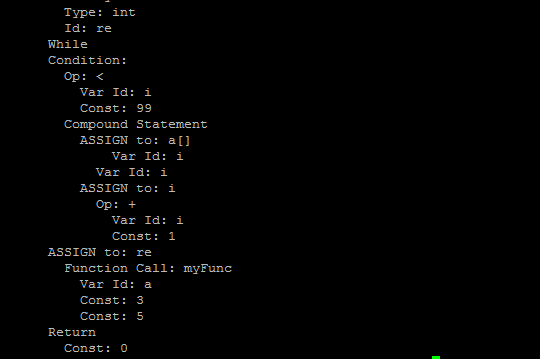 Type: int
Id: re
While
Condition:
Op: <
Var Id: i
Const: 99
Compound Statement
ASSIGN to: a[]
Var Id: i
Var Id: i
ASSIGN to: i
Op: +
Var Id: i
Const: 1
ASSIGN to: re
Function Call: myFunc
Var Id: a
Const: 3
Const: 5
Return
Const: 0